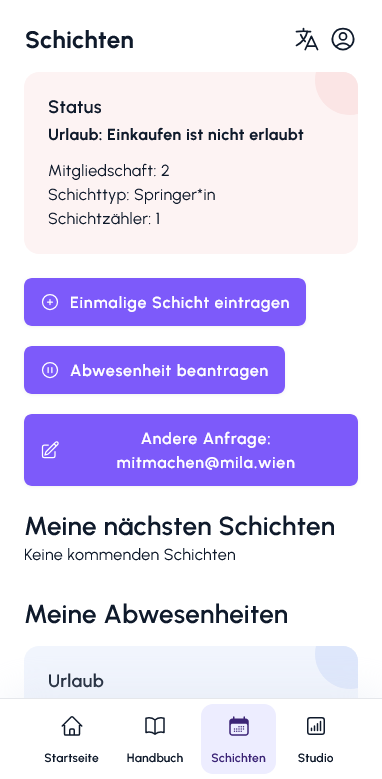 Schichten
Status
Urlaub: Einkaufen ist nicht erlaubt
Mitgliedschaft: 2
Schichttyp: Springer*in
Schichtzähler: 1
Einmalige Schicht eintragen
Abwesenheit beantragen
Andere Anfrage:
mitmachen@mila.wien
Meine nächsten Schichten
Keine kommenden Schichten
Meine Abwesenheiten
Urlaub
Startseite
Handbuch
Schichten
Studio